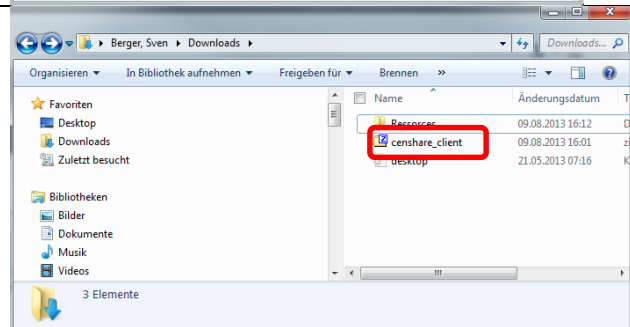 Berger, Sven Downloads
Downloads...
Organisieren In Bibliothek aufnehmen Freigeben für Brennen »
Name Änderungsdatum T
Favoriten
Desktop
Downloads
Zuletzt besucht
Bibliotheken
Bilder
Dokumente
Musik
Videos
Ressorces 09.08.2013 16:12 D
censhare_client 09.08.2013 16:01 zi
desktop 21.05.2013 07:16 K
3 Elemente